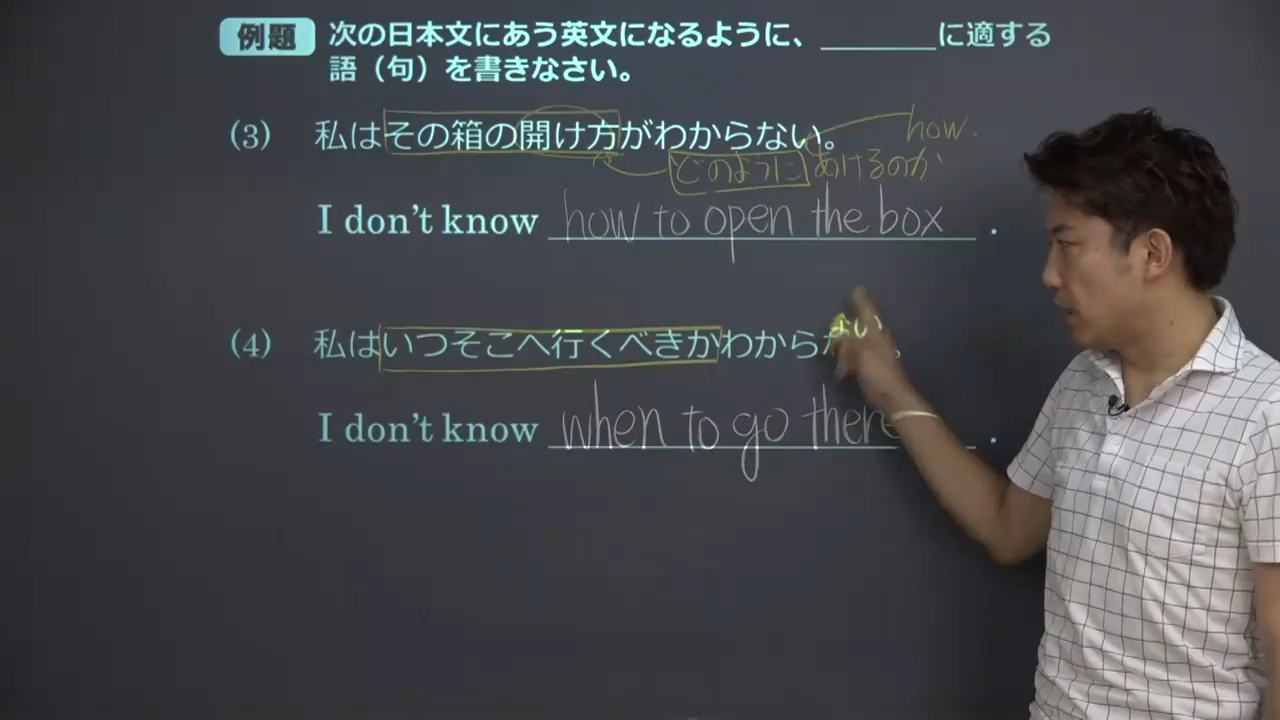 例題 次の日本文にあう英文になるように、______に適する
語（句）を書きなさい。
(3) 私はその箱の開け方がわからない。
how.
どのように あけるのか
I don't know how to open the box .
(4) 私はいつそこへ行くべきかわからない。
I don't know when to go there .